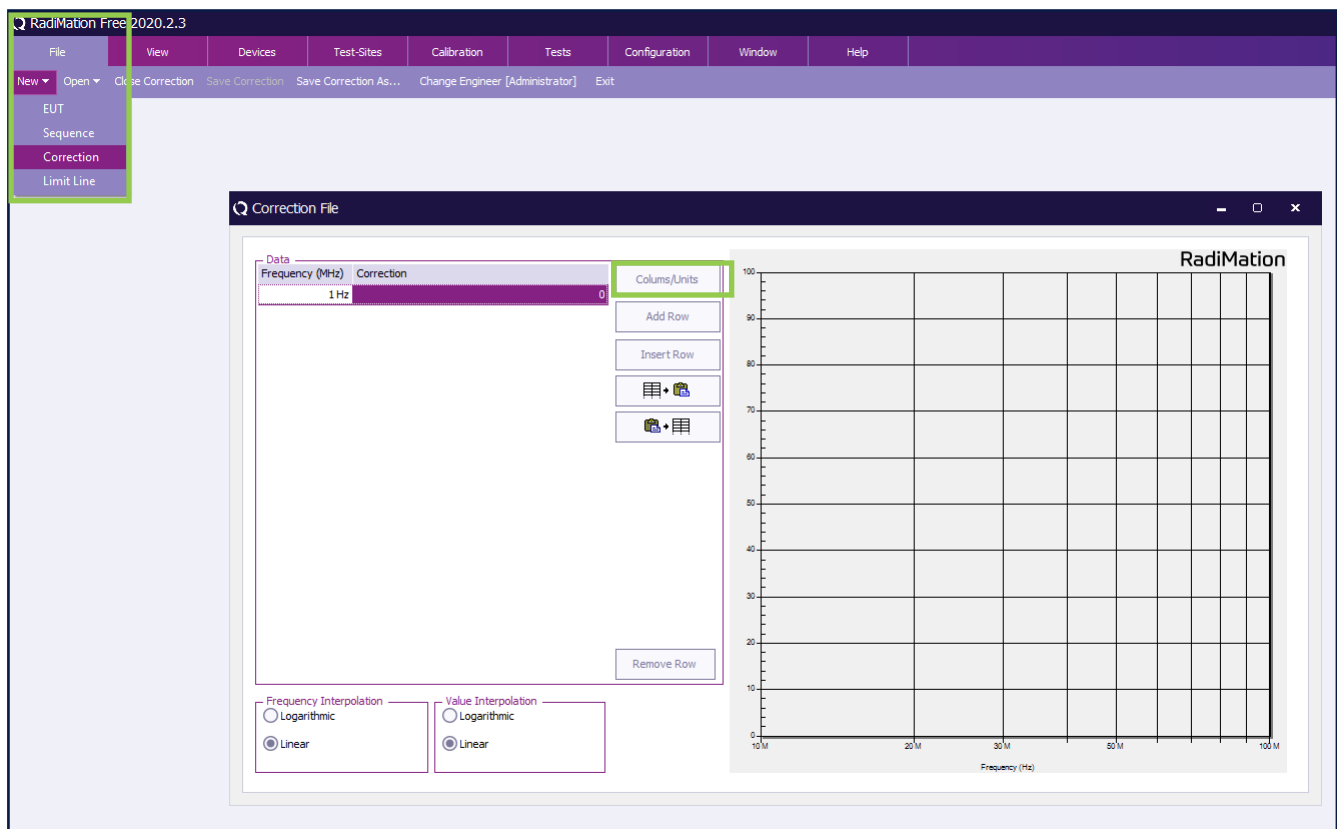 RadiMation Free 2020.2.3
File View Devices Test-Sites Calibration Tests Configuration Window Help
New Open Close Correction Save Correction Save Correction As... Change Engineer [Administrator] Exit
EUT
Sequence
Correction
Limit Line
Correction File
Data
Frequency (MHz) Correction
1 Hz 0
Colums/Units
Add Row
Insert Row
Remove Row
Frequency Interpolation
Logarithmic
Linear
Value Interpolation
Logarithmic
Linear
RadiMation
100
90
80
70
60
50
40
30
20
10
0
10 M 20 M 30 M 50 M 100 M
Frequency (Hz)